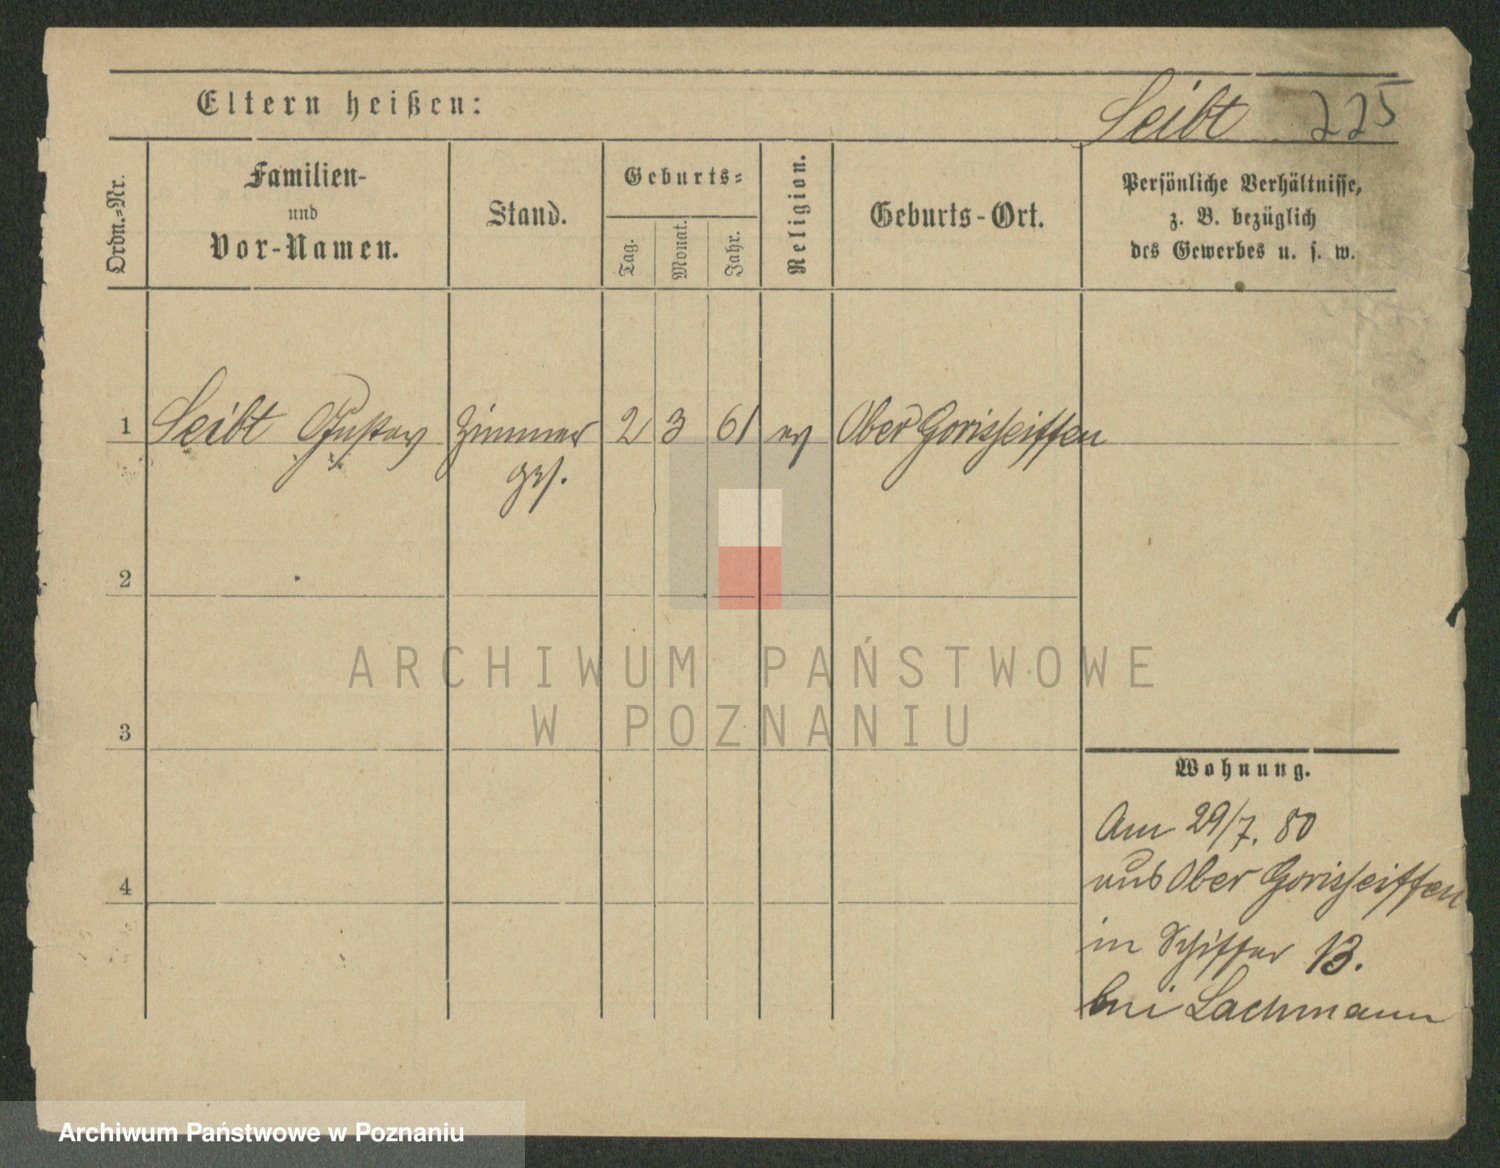 Eltern heißen:
Seibt 225
Ordn.-Nr.
Familien-
und
Vor-Namen.
Stand.
Geburts-
Tag.
Monat.
Jahr.
Religion.
Geburts-Ort.
Persönliche Verhältnisse,
z. B. bezüglich
des Gewerbes u. s. w.
1 Seibt Gustav Zimmer 2 3 61 ev Ober Gorisseiffen
ges.
2
3
4
Wohnung.
Am 29/7. 80
aus Ober Gorisseiffen
in Schiffer 13.
bei Lachmann
ARCHIWUM PAŃSTWOWE
W POZNANIU
Archiwum Państwowe w Poznaniu